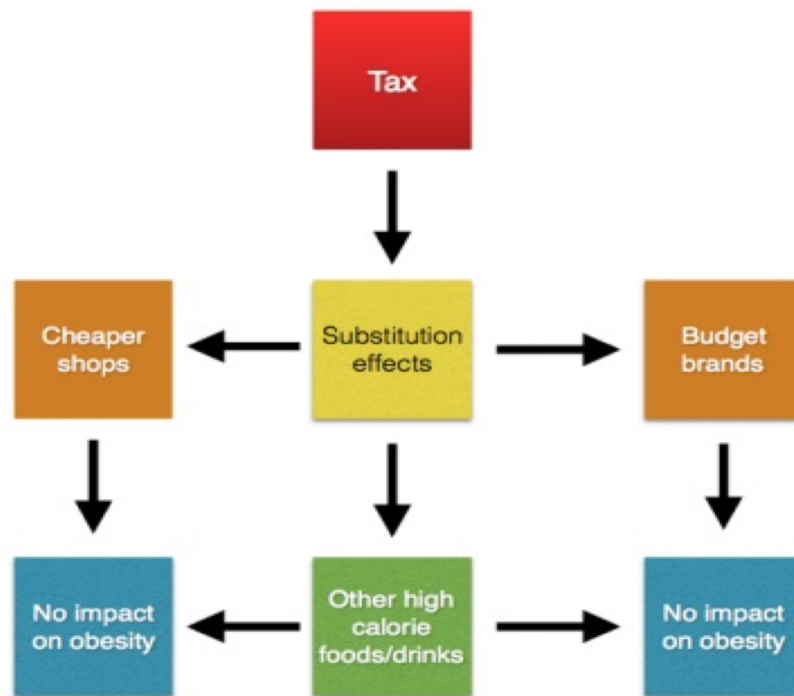 Tax
Cheaper
shops
Substitution
effects
Budget
brands
No impact
on obesity
Other high
calorie
foods/drinks
No impact
on obesity